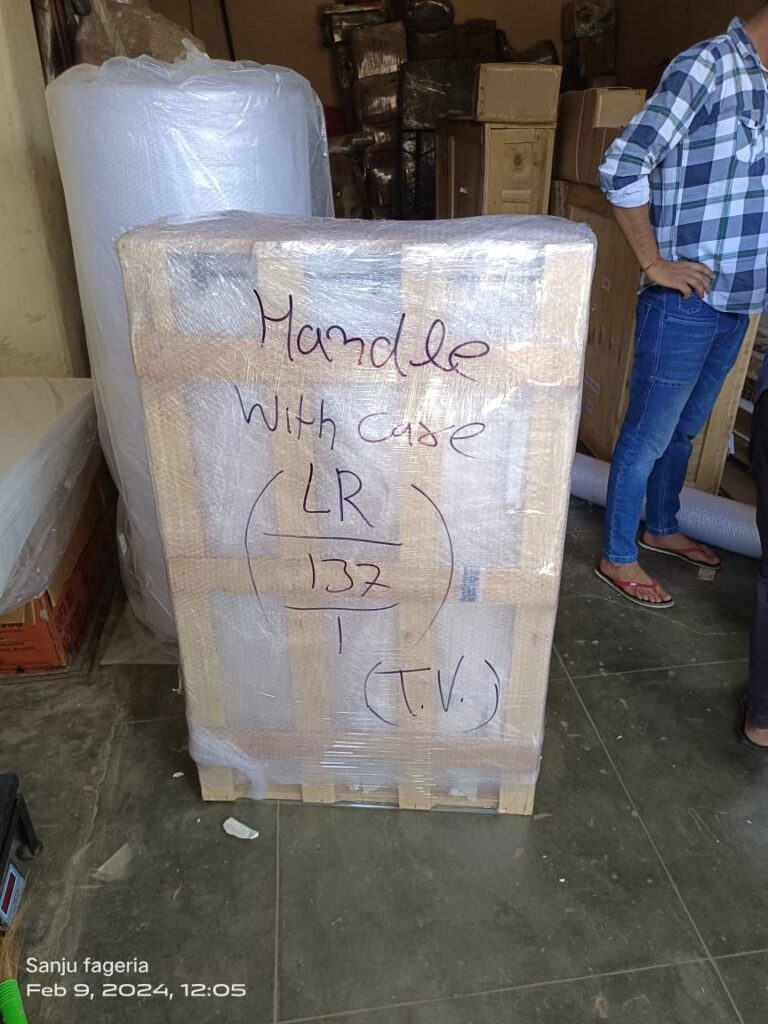 Handle
With care
(LR
137
1)
(T.V.)
Sanju fageria
Feb 9, 2024, 12:05